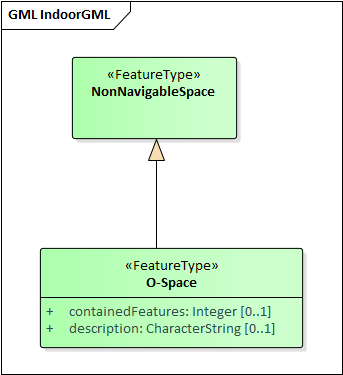 GML IndoorGML
«FeatureType»
NonNavigableSpace
«FeatureType»
O-Space
+ containedFeatures: Integer [0..1]
+ description: CharacterString [0..1]